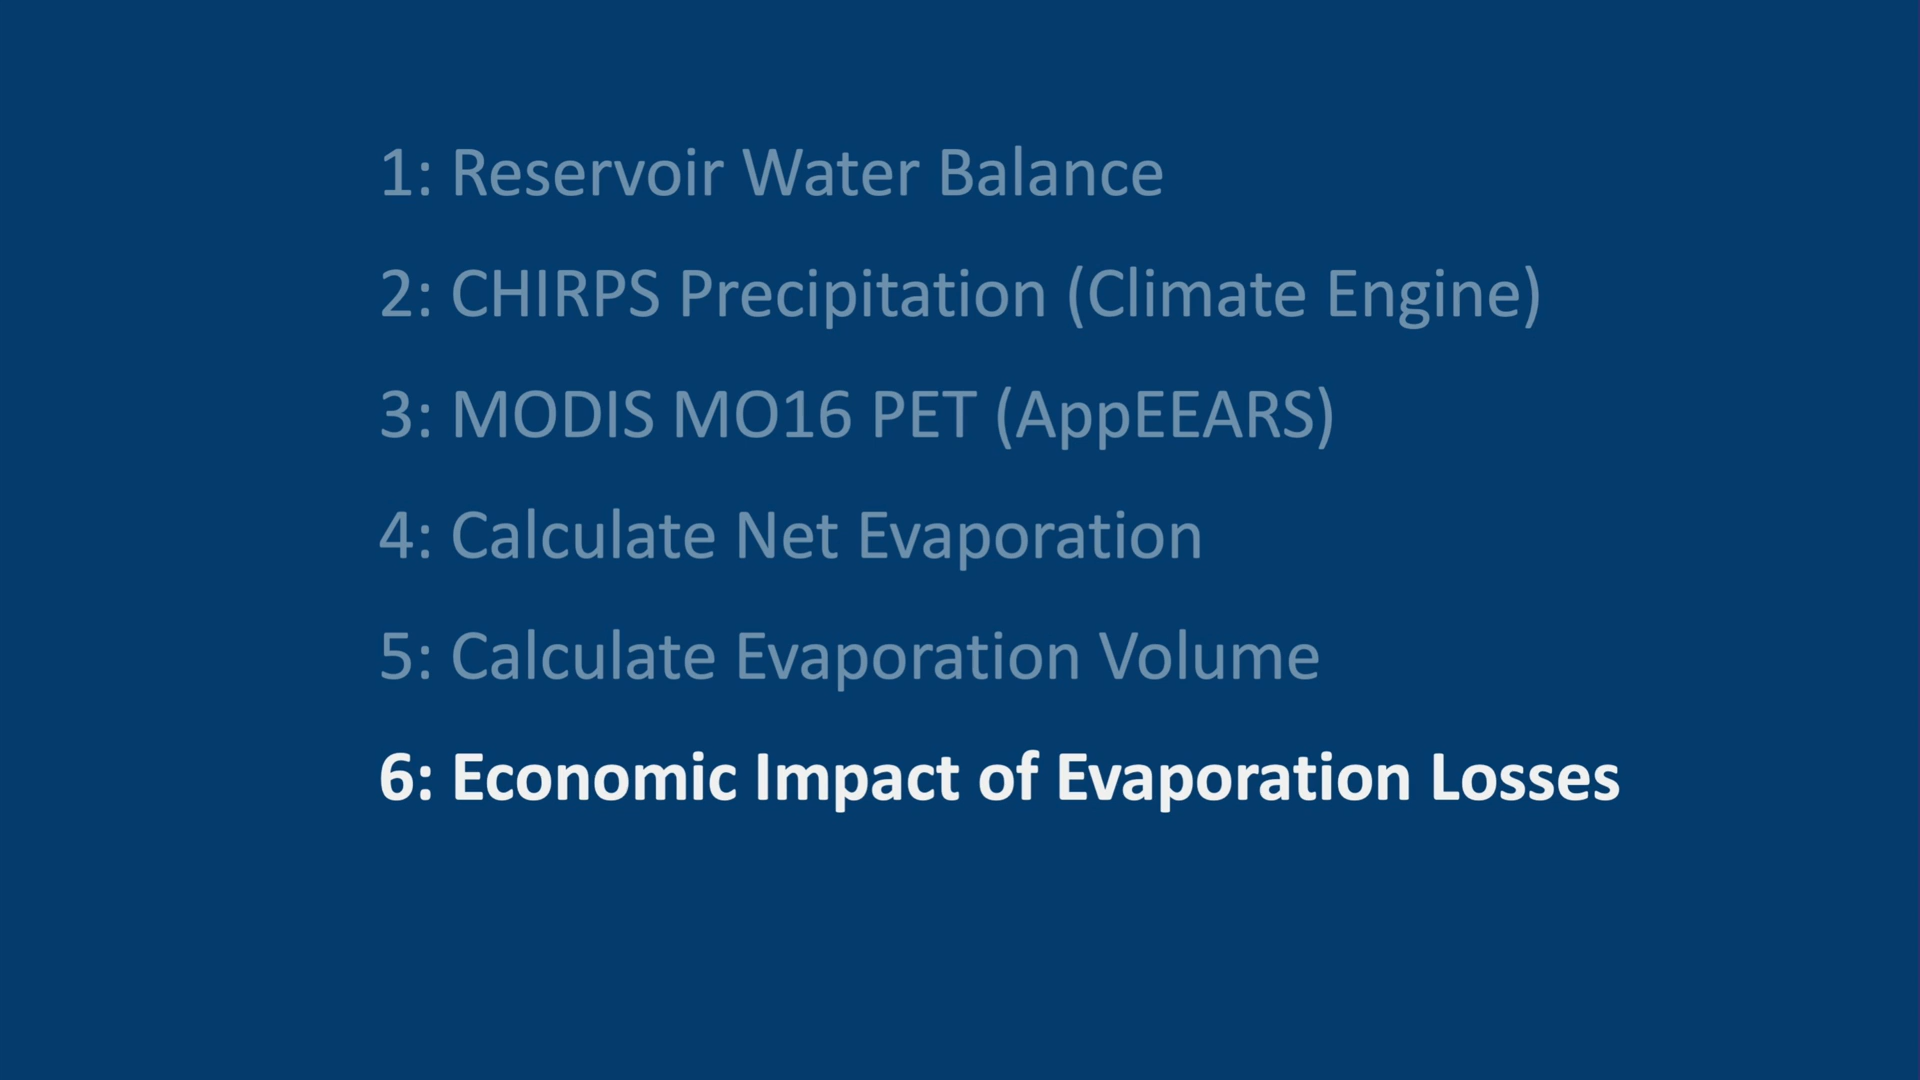 1: Reservoir Water Balance
2: CHIRPS Precipitation (Climate Engine)
3: MODIS MO16 PET (AppEEARS)
4: Calculate Net Evaporation
5: Calculate Evaporation Volume
6: Economic Impact of Evaporation Losses